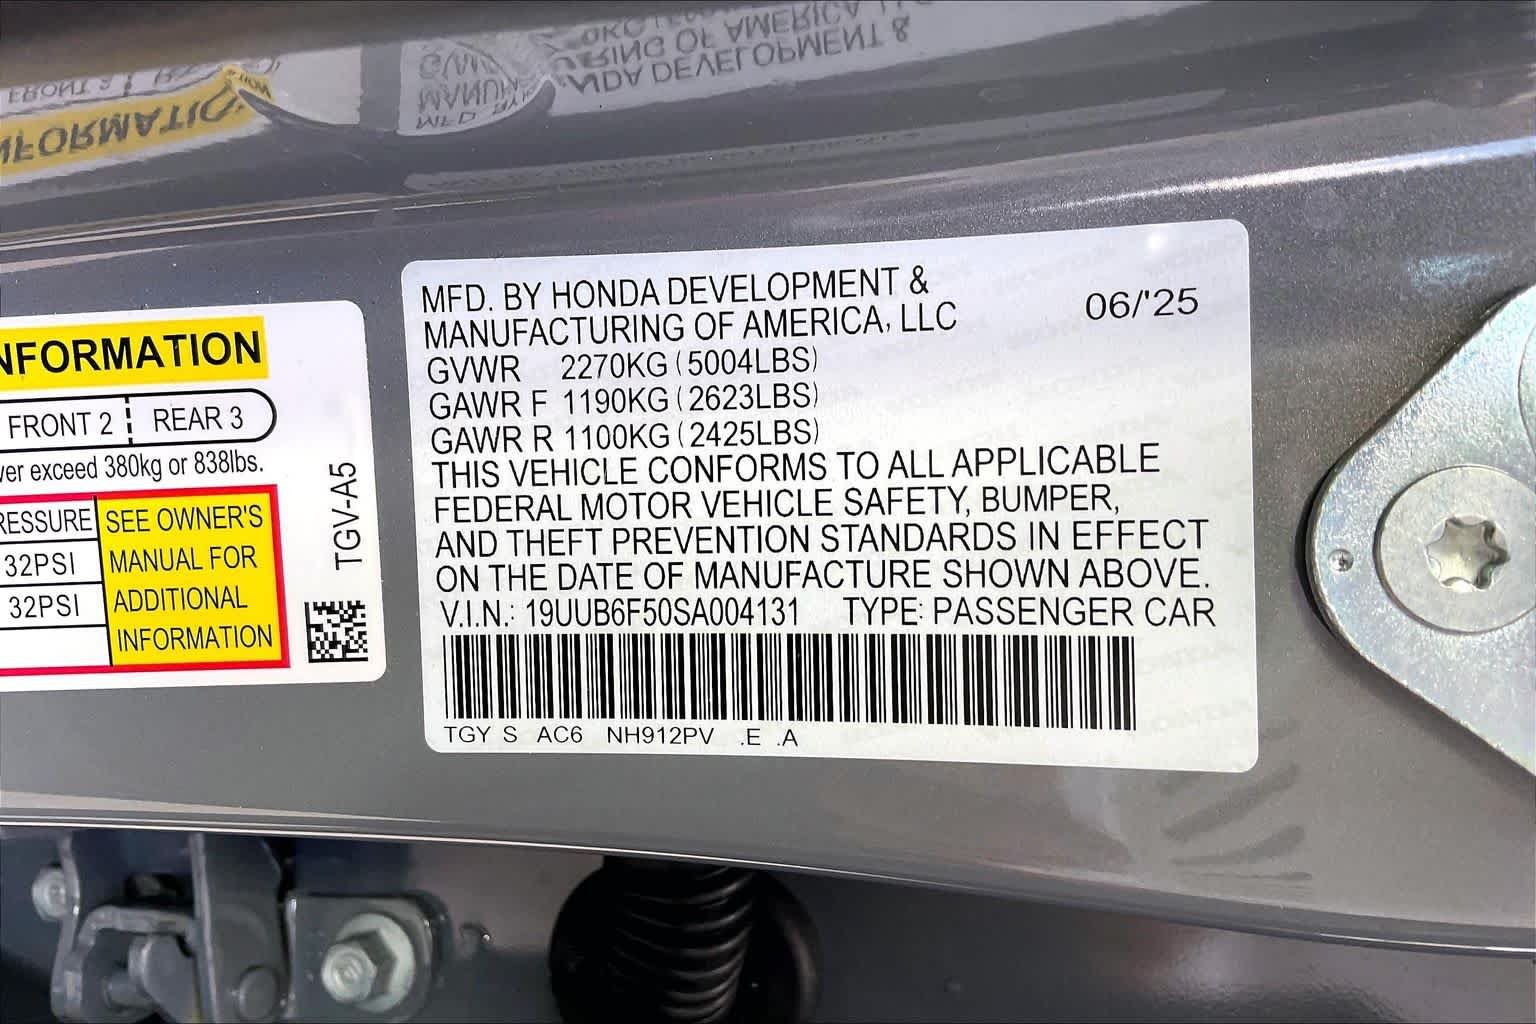 NFORMATION
FRONT 2 REAR 3
ver exceed 380kg or 838lbs.
RESSURE
32PSI
32PSI
SEE OWNER'S
MANUAL FOR
ADDITIONAL
INFORMATION
TGV-A5
MFD. BY HONDA DEVELOPMENT &
MANUFACTURING OF AMERICA, LLC
06/'25
GVWR 2270KG (5004LBS)
GAWR F 1190KG (2623LBS)
GAWR R 1100KG (2425LBS)
THIS VEHICLE CONFORMS TO ALL APPLICABLE
FEDERAL MOTOR VEHICLE SAFETY, BUMPER,
AND THEFT PREVENTION STANDARDS IN EFFECT
ON THE DATE OF MANUFACTURE SHOWN ABOVE.
V.I.N.: 19UUB6F50SA004131 TYPE: PASSENGER CAR
TGY S AC6 NH912PV .E .A